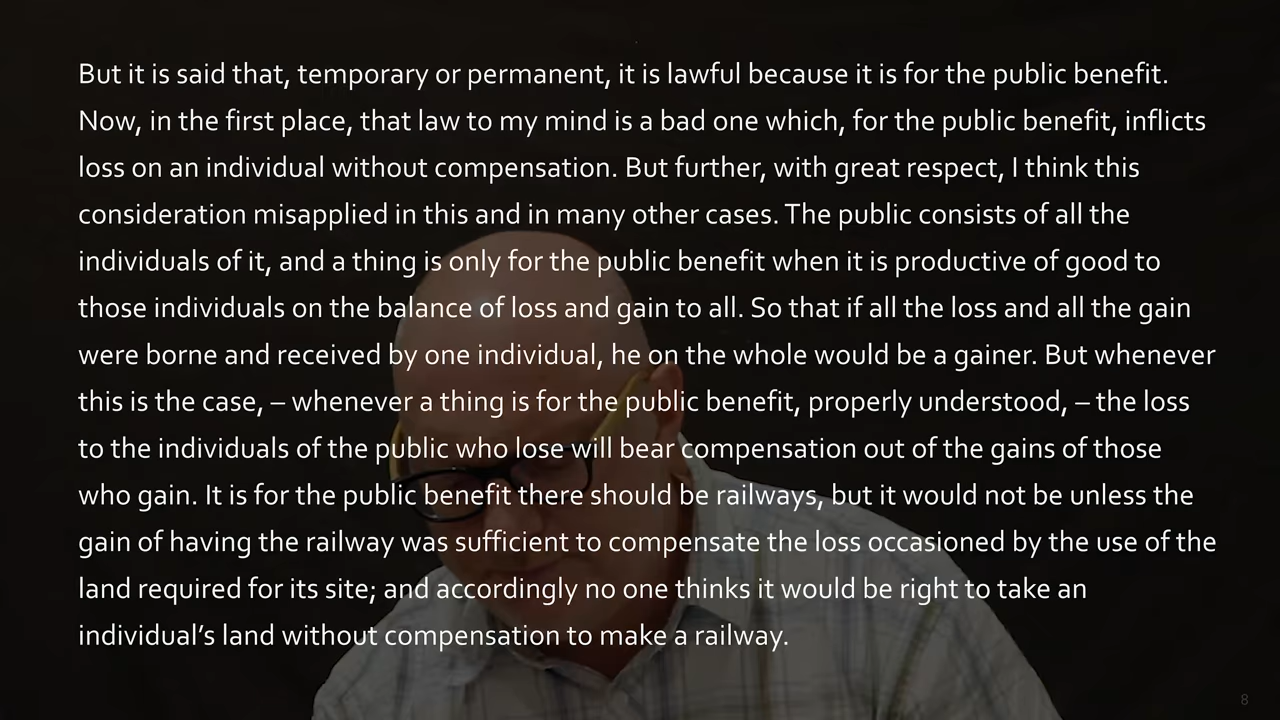 But it is said that, temporary or permanent, it is lawful because it is for the public benefit.
Now, in the first place, that law to my mind is a bad one which, for the public benefit, inflicts
loss on an individual without compensation. But further, with great respect, I think this
consideration misapplied in this and in many other cases. The public consists of all the
individuals of it, and a thing is only for the public benefit when it is productive of good to
those individuals on the balance of loss and gain to all. So that if all the loss and all the gain
were borne and received by one individual, he on the whole would be a gainer. But whenever
this is the case, – whenever a thing is for the public benefit, properly understood, – the loss
to the individuals of the public who lose will bear compensation out of the gains of those
who gain. It is for the public benefit there should be railways, but it would not be unless the
gain of having the railway was sufficient to compensate the loss occasioned by the use of the
land required for its site; and accordingly no one thinks it would be right to take an
individual’s land without compensation to make a railway.
8